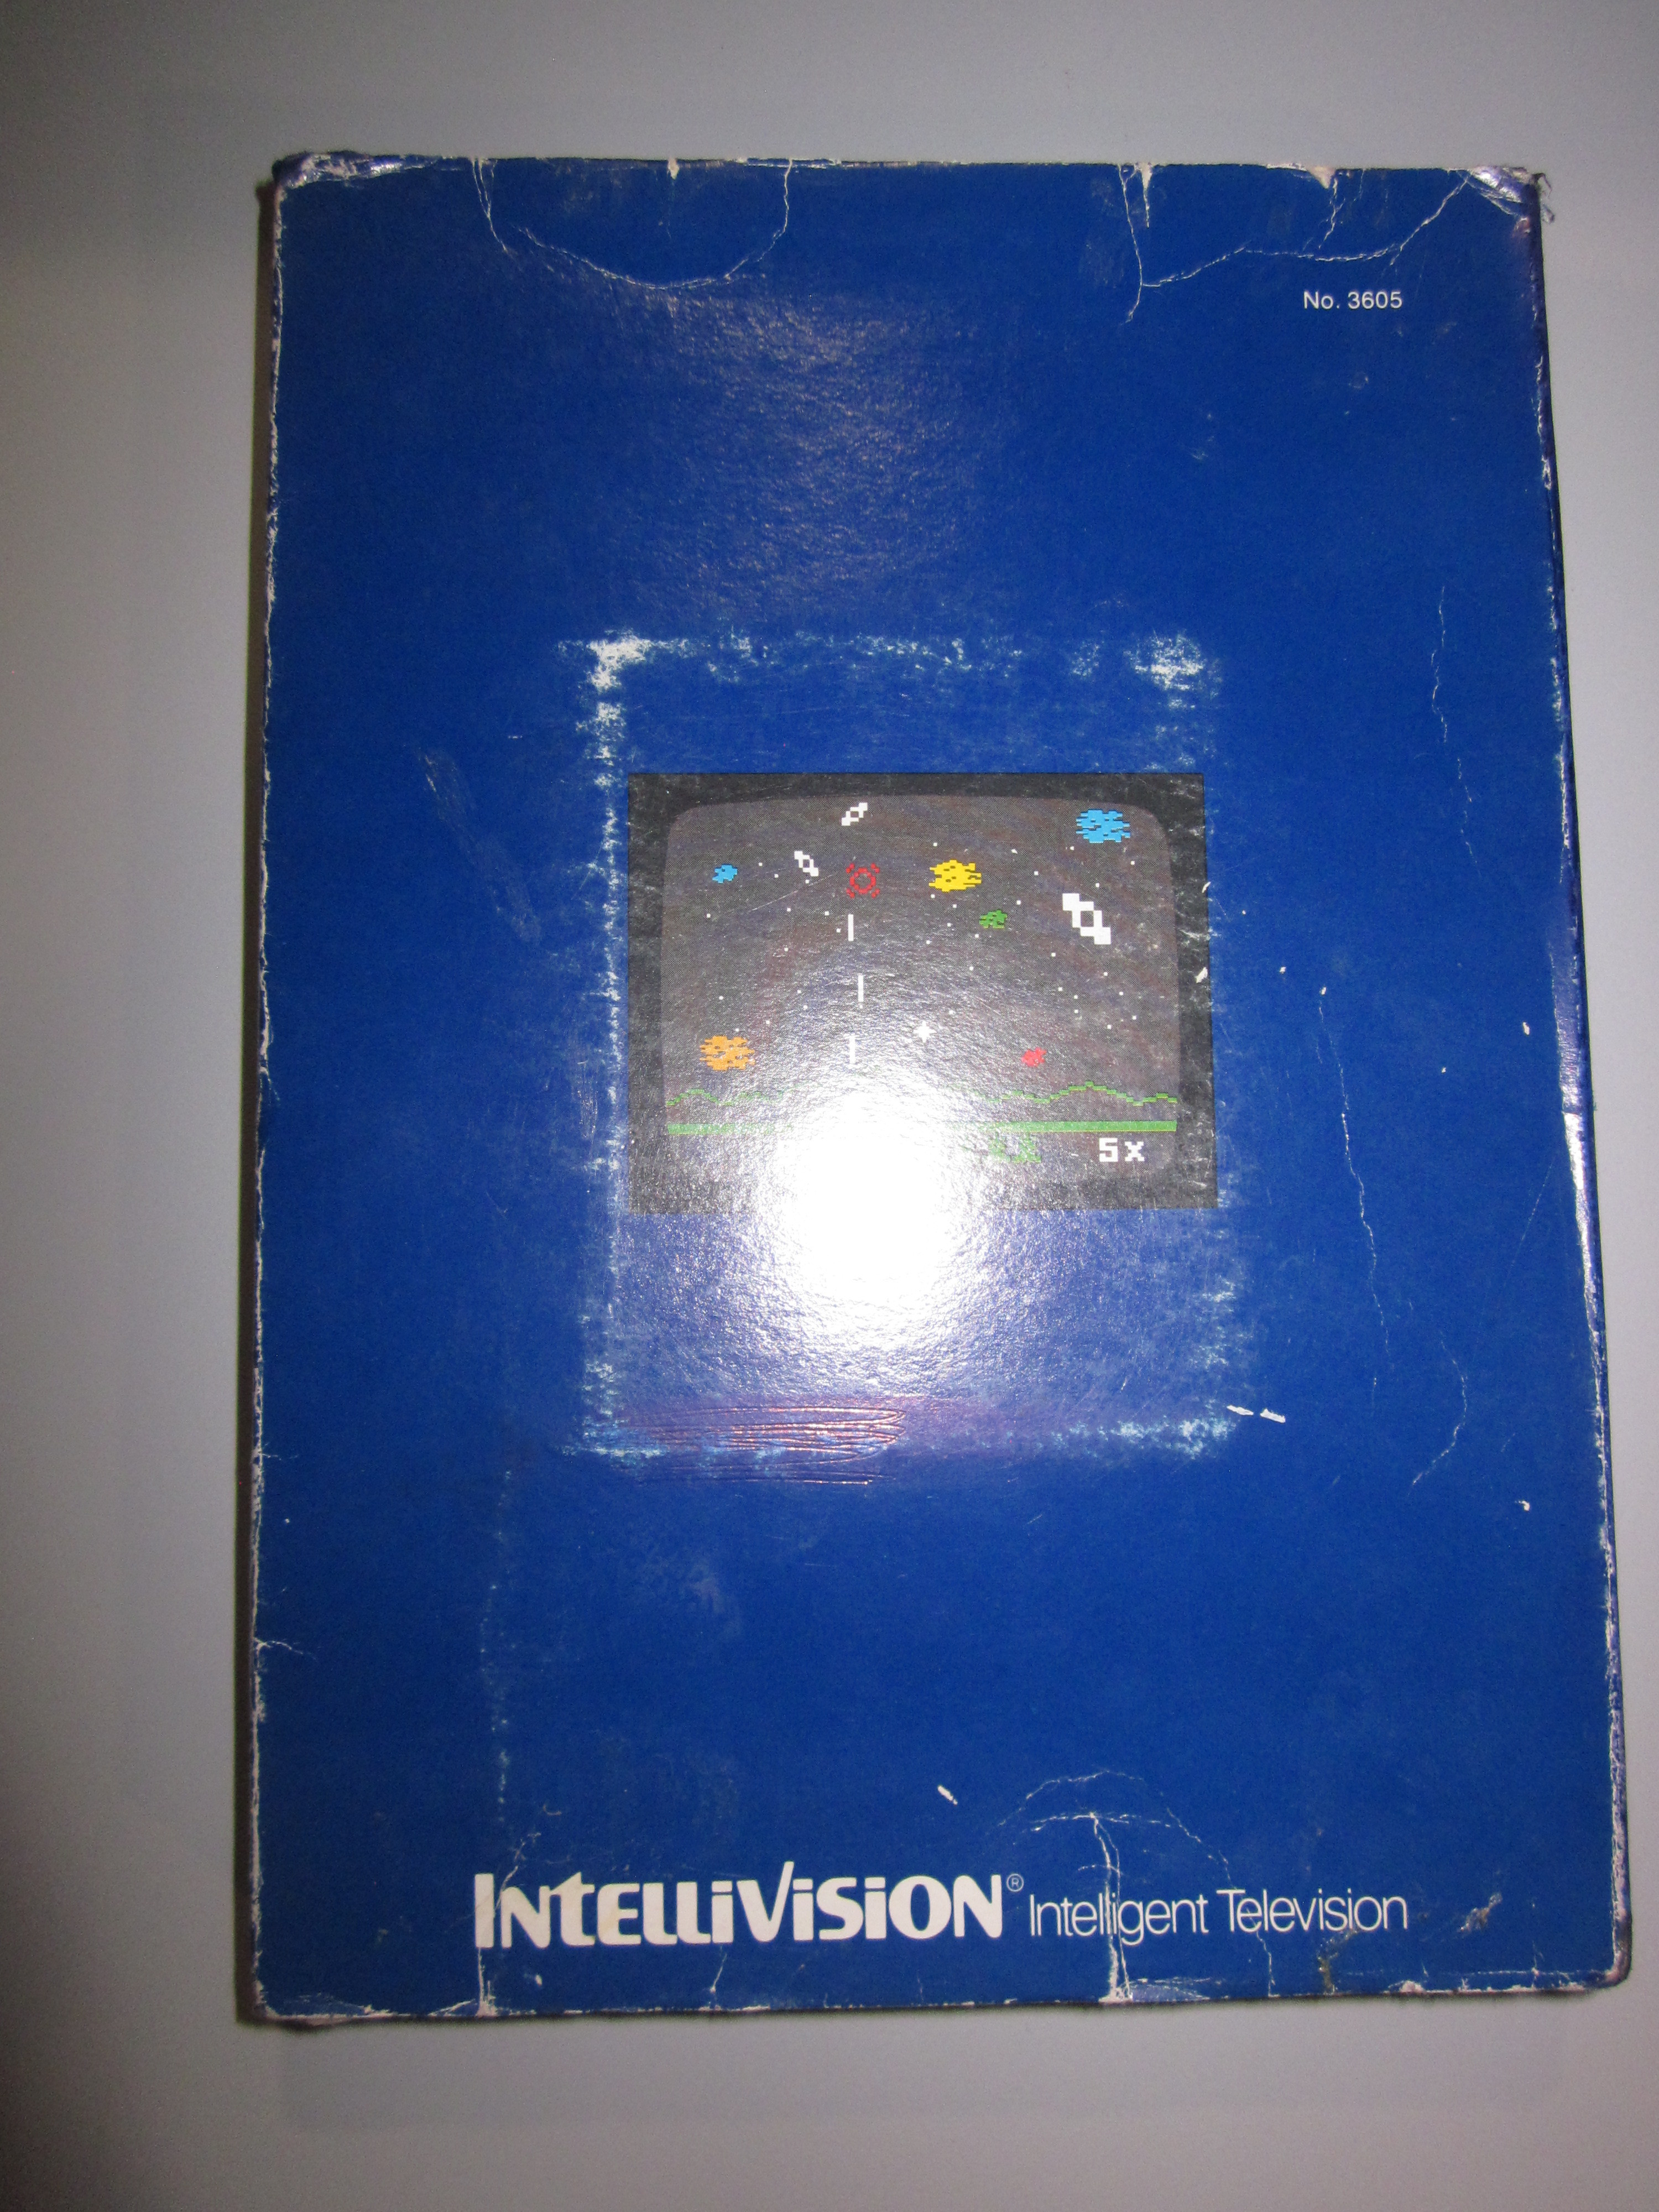 No. 3605
5x
INTELLIVISION® Intelligent Television